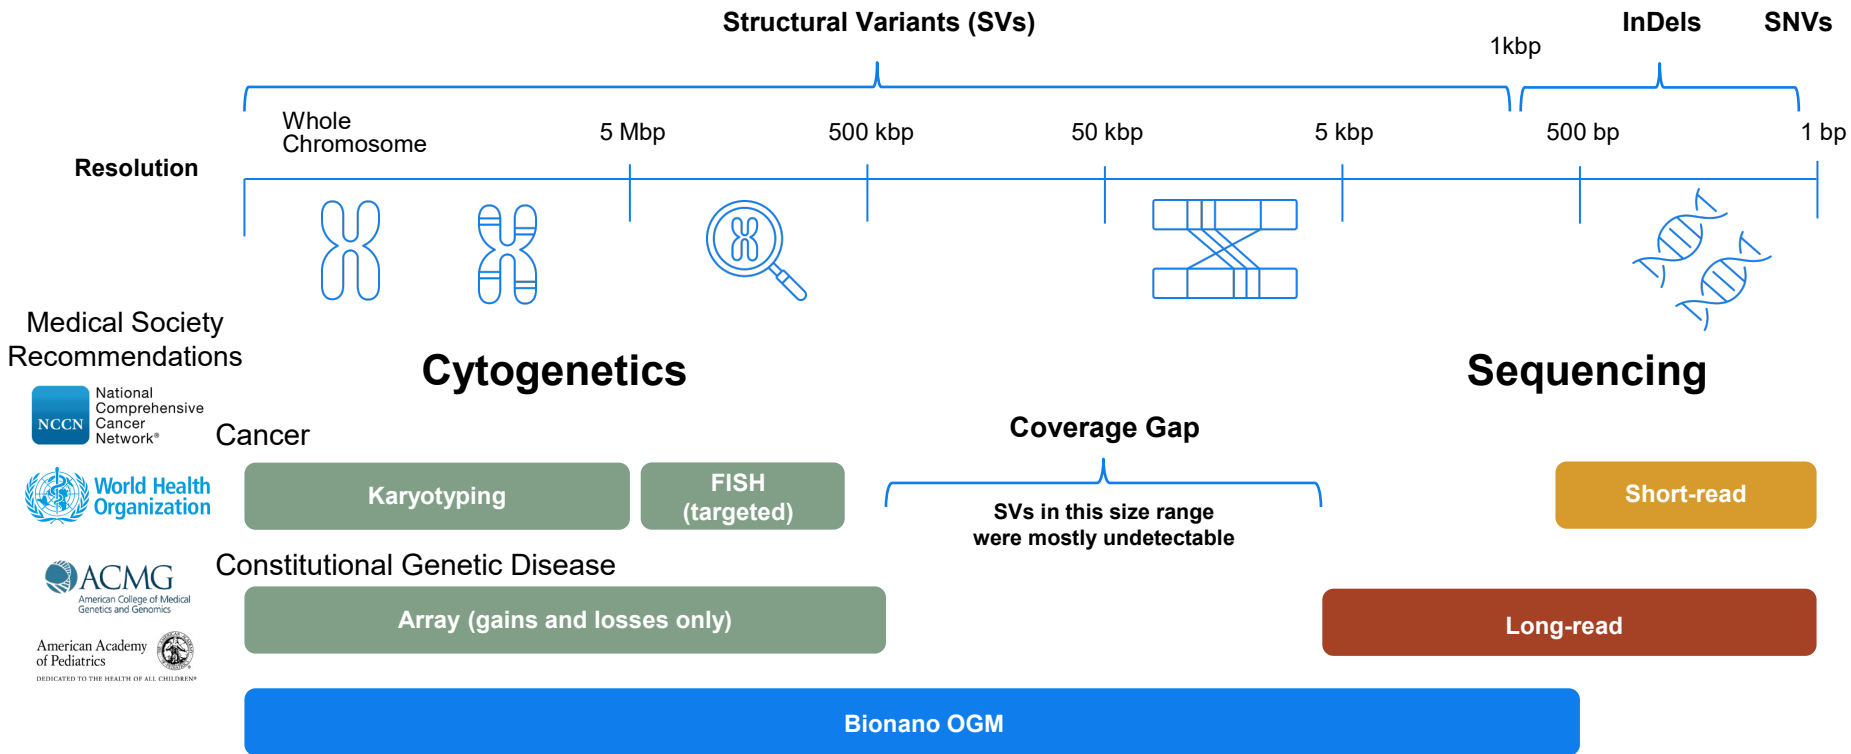 Structural Variants (SVs)
InDels
SNVs
1kbp
Whole
Chromosome
5 Mbp
500 kbp
50 kbp
5 kbp
500 bp
1 bp
Resolution
Medical Society
Recommendations
Cytogenetics
Sequencing
NCCN
National
Comprehensive
Cancer
Network®
Cancer
Coverage Gap
World Health
Organization
Karyotyping
FISH
(targeted)
SVs in this size range
were mostly undetectable
Short-read
Constitutional Genetic Disease
ACMG
American College of Medical
Genetics and Genomics
Array (gains and losses only)
Long-read
American Academy
of Pediatrics
DEDICATED TO THE HEALTH OF ALL CHILDREN®
Bionano OGM